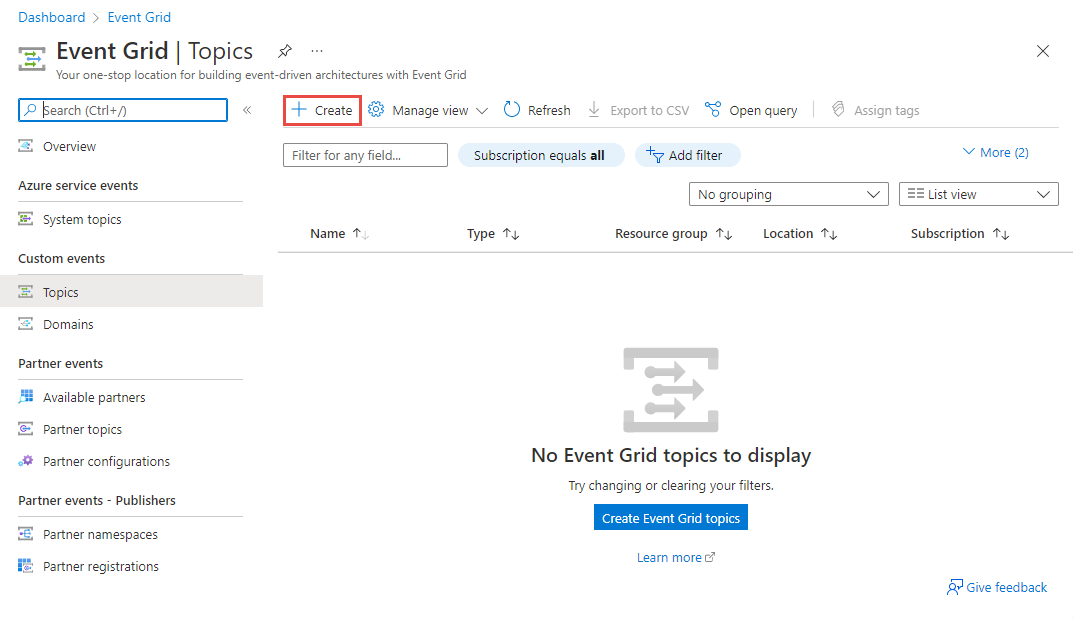 Dashboard > Event Grid
Event Grid | Topics ...
Your one-stop location for building event-driven architectures with Event Grid
Search (Ctrl+/)
«
Overview
Azure service events
System topics
Custom events
Topics
Domains
Partner events
Available partners
Partner topics
Partner configurations
Partner events - Publishers
Partner namespaces
Partner registrations
Create Manage view Refresh Export to CSV Open query Assign tags
Filter for any field... Subscription equals all Add filter More (2)
No grouping List view
Name ↑↓ Type ↑↓ Resource group ↑↓ Location ↑↓ Subscription ↑↓
No Event Grid topics to display
Try changing or clearing your filters.
Create Event Grid topics
Learn more
Give feedback